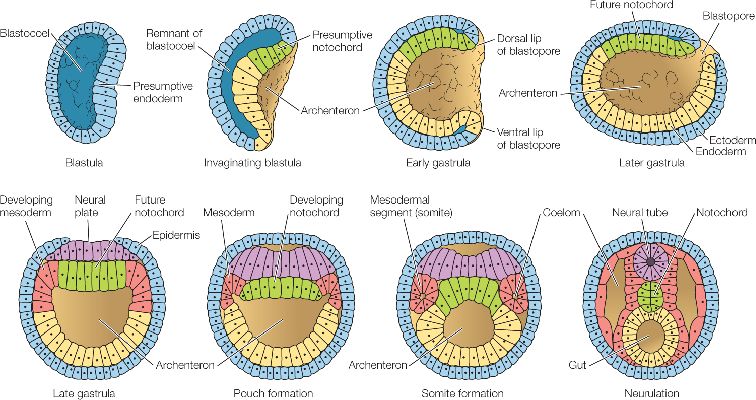 Blastocoel
Presumptive
endoderm
Blastula
Remnant of
blastocoel
Presumptive
notochord
Archenteron
Invaginating blastula
Dorsal lip
of blastopore
Ventral lip
of blastopore
Early gastrula
Future notochord
Blastopore
Archenteron
Ectoderm
Endoderm
Later gastrula
Developing
mesoderm
Neural
plate
Future
notochord
Epidermis
Archenteron
Late gastrula
Mesoderm
Developing
notochord
Pouch formation
Mesodermal
segment (somite)
Archenteron
Somite formation
Coelom
Neural tube
Notochord
Gut
Neurulation